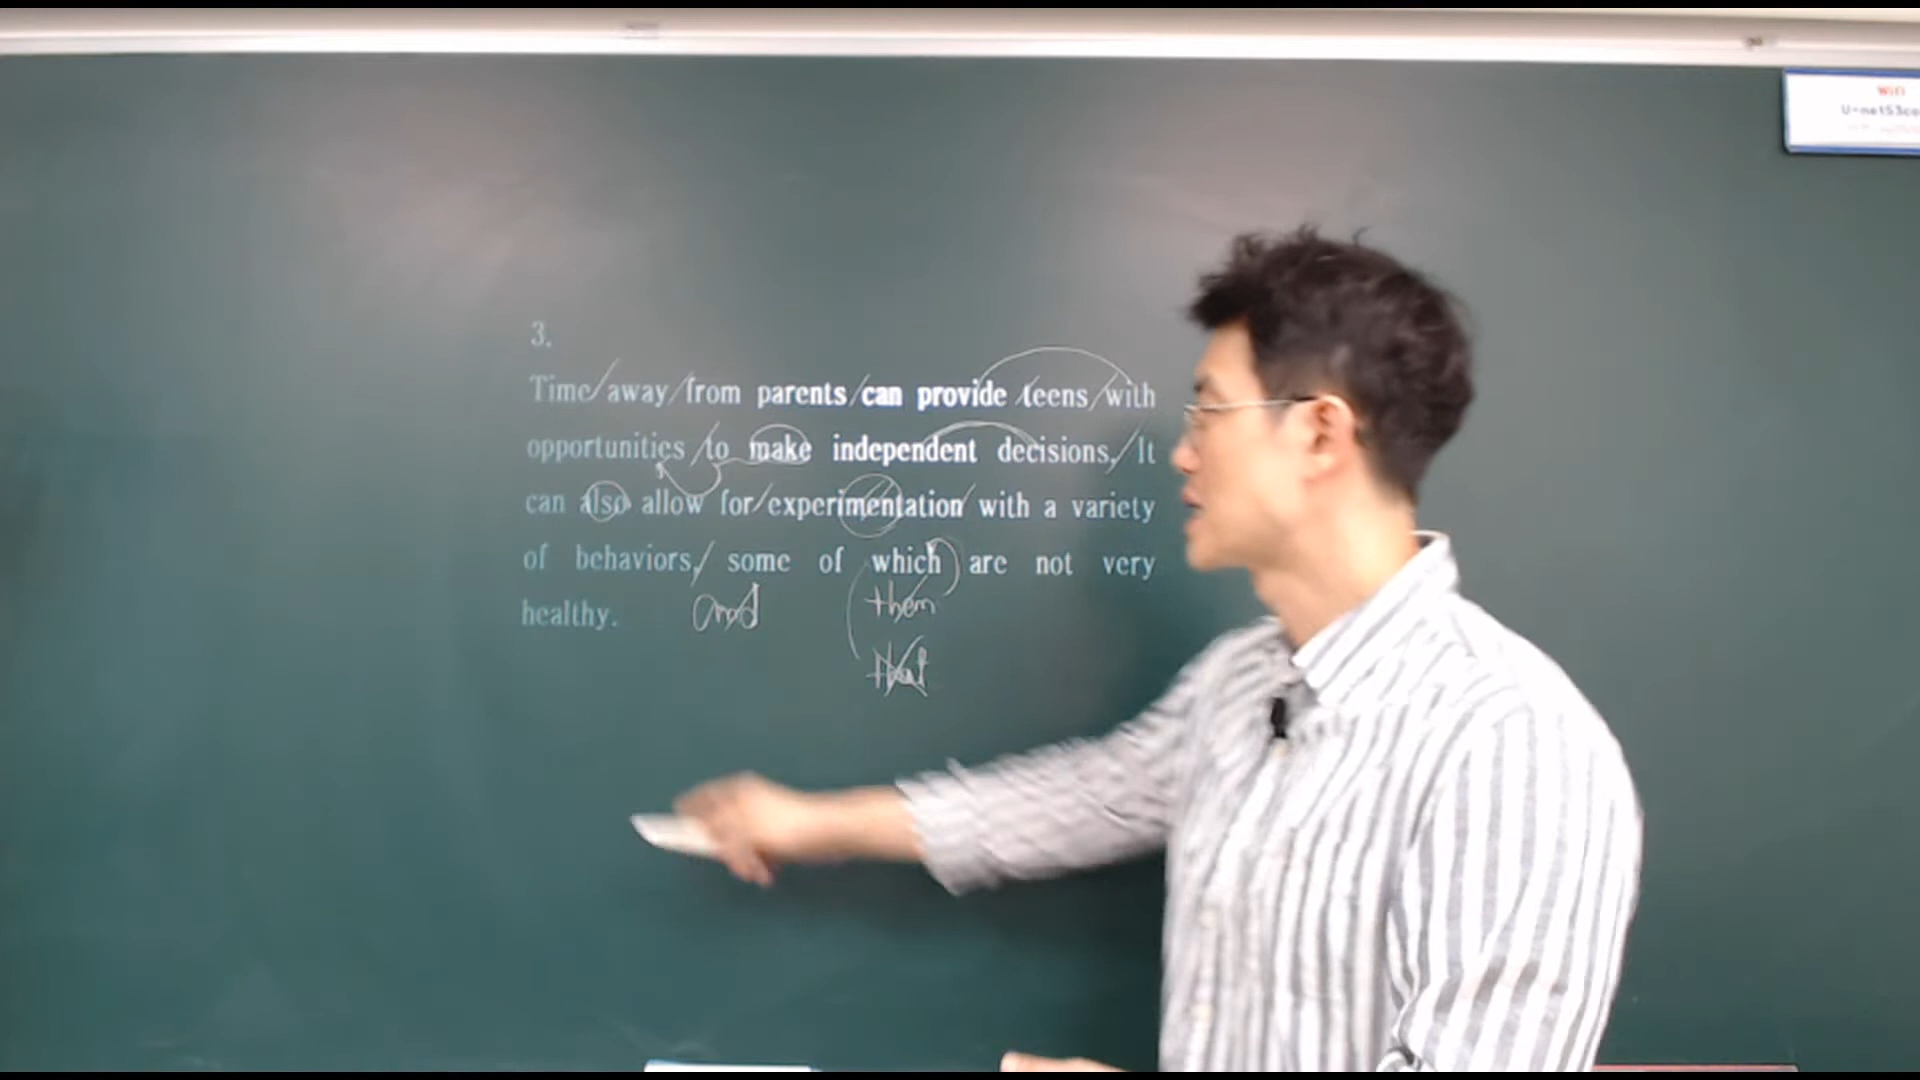 WiFi
3.
Time/away/from parents/can provide/teens/with
opportunities/to make independent decisions./It
can also allow for/experimentation/with a variety
of behaviors,/some of which are not very
healthy.
and
them
that